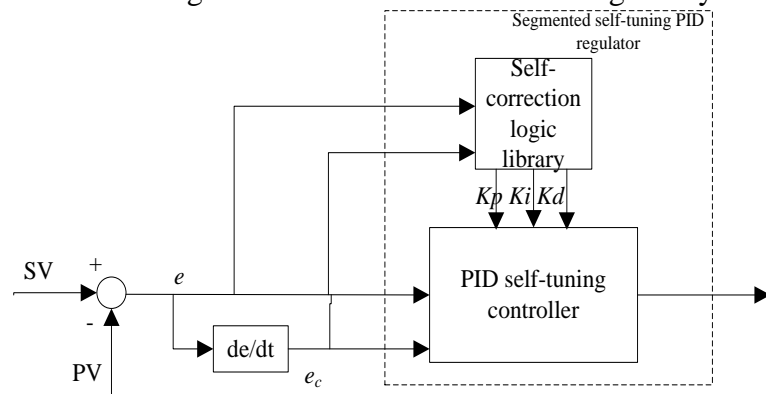 Segmented self-tuning PID
regulator
Self-
correction
logic
library
Kp Ki Kd
SV
+
e
PID self-tuning
controller
-
de/dt
PV
e_c